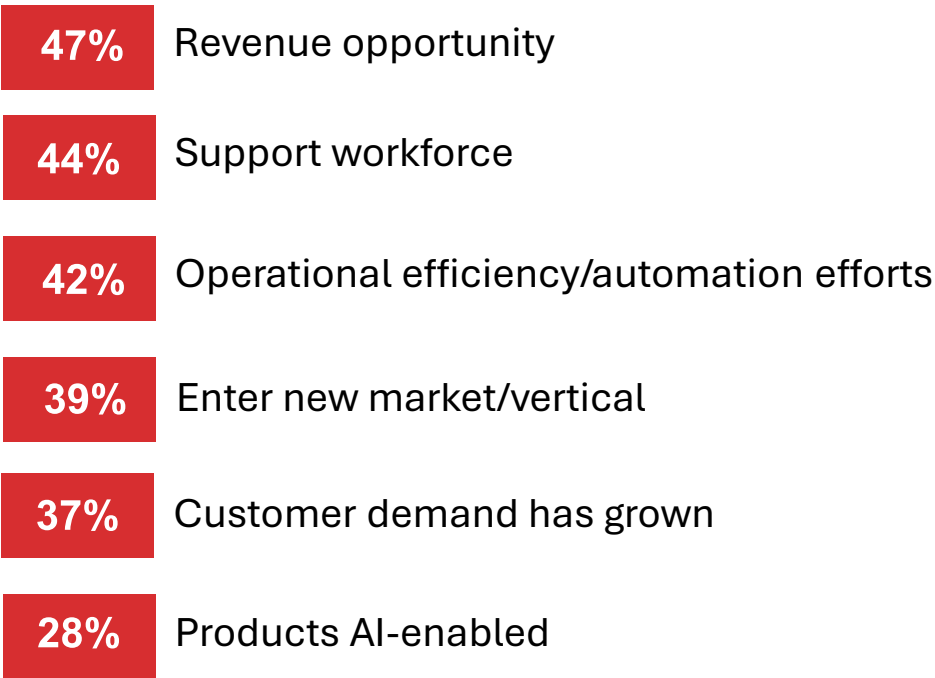 47% Revenue opportunity
44% Support workforce
42% Operational efficiency/automation efforts
39% Enter new market/vertical
37% Customer demand has grown
28% Products AI-enabled